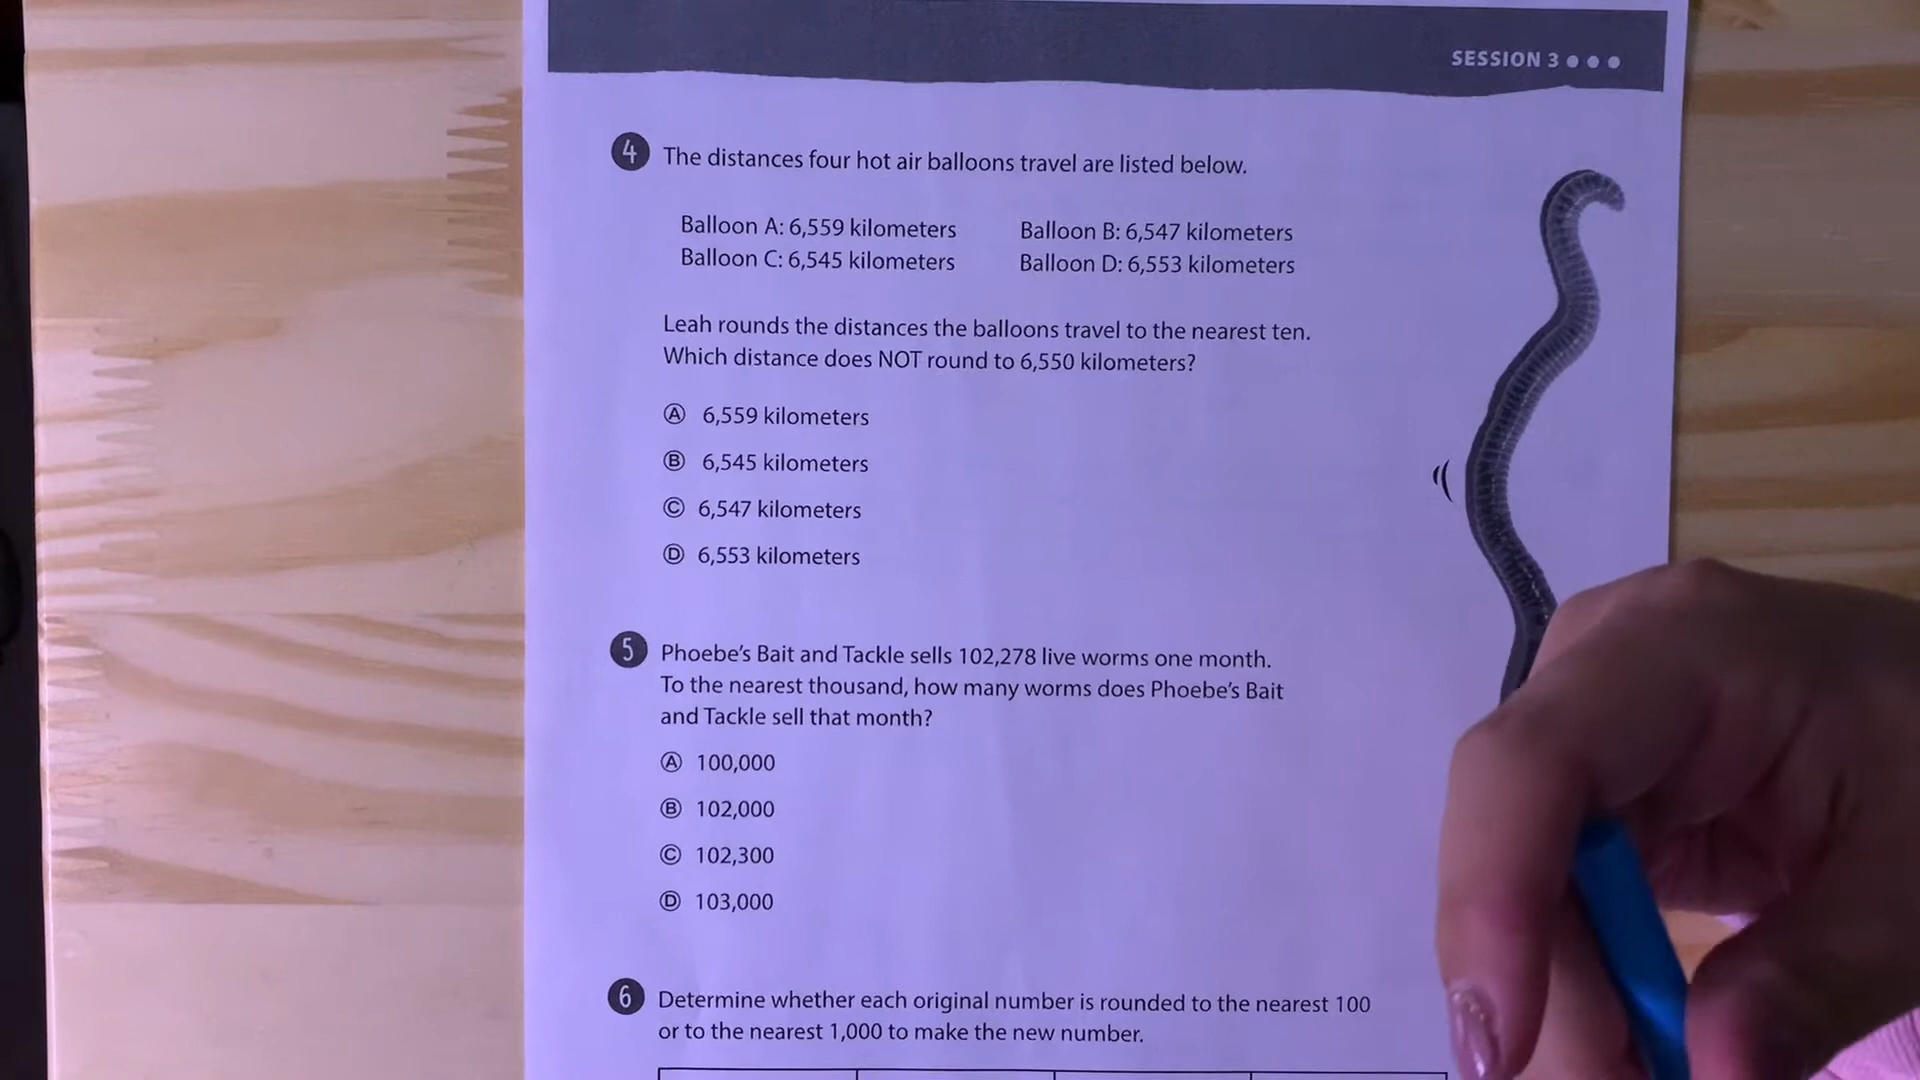 SESSION 3
4 The distances four hot air balloons travel are listed below.
Balloon A: 6,559 kilometers Balloon B: 6,547 kilometers
Balloon C: 6,545 kilometers Balloon D: 6,553 kilometers
Leah rounds the distances the balloons travel to the nearest ten.
Which distance does NOT round to 6,550 kilometers?
A 6,559 kilometers
B 6,545 kilometers
C 6,547 kilometers
D 6,553 kilometers
5 Phoebe’s Bait and Tackle sells 102,278 live worms one month.
To the nearest thousand, how many worms does Phoebe’s Bait
and Tackle sell that month?
A 100,000
B 102,000
C 102,300
D 103,000
6 Determine whether each original number is rounded to the nearest 100
or to the nearest 1,000 to make the new number.